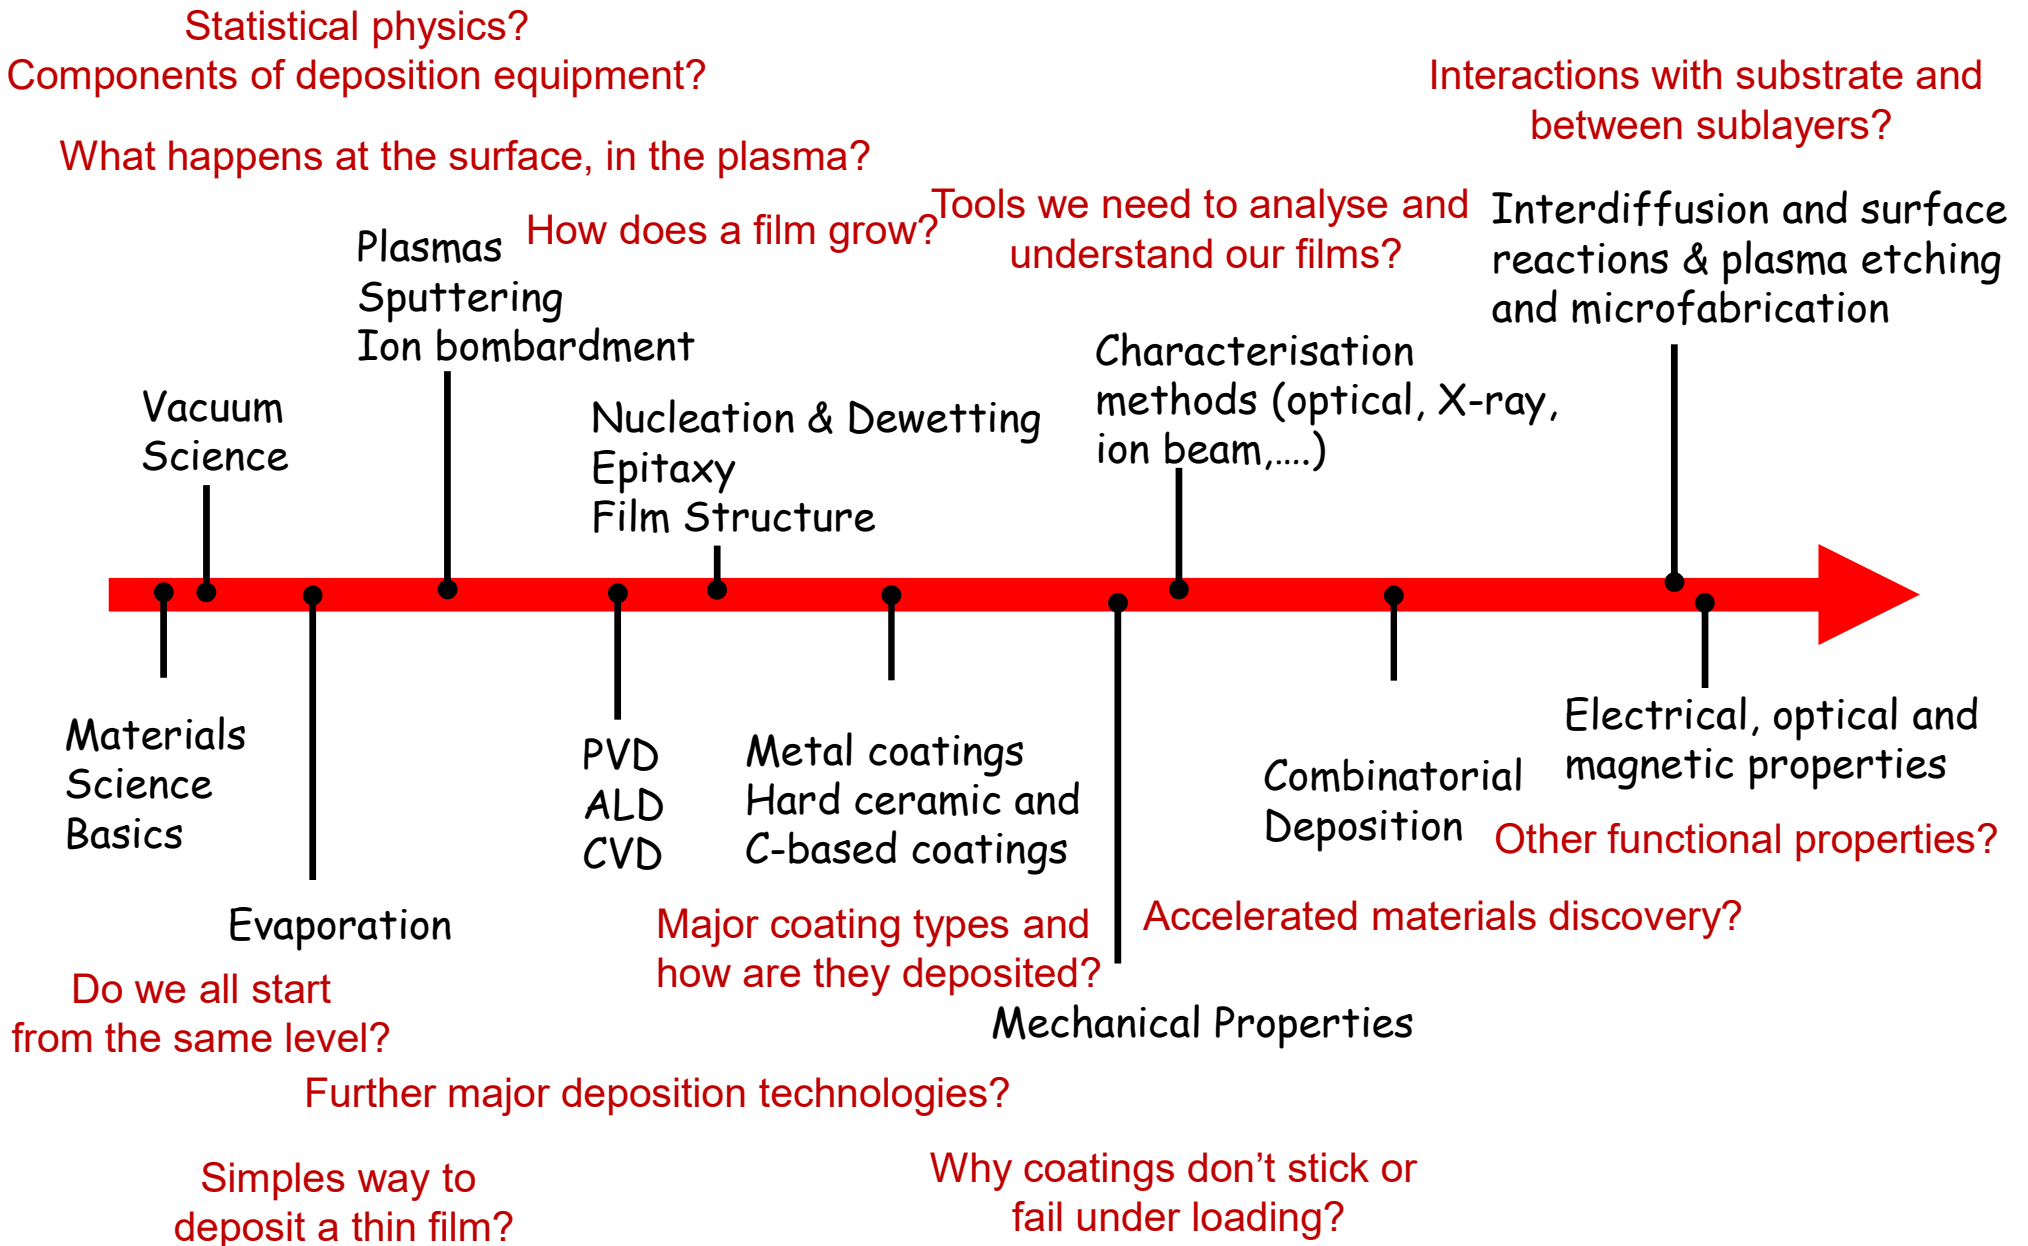 Statistical physics?
Components of deposition equipment?
What happens at the surface, in the plasma?
How does a film grow?
Tools we need to analyse and
understand our films?
Interactions with substrate and
between sublayers?
Vacuum
Science
Plasmas
Sputtering
Ion bombardment
Nucleation & Dewetting
Epitaxy
Film Structure
Characterisation
methods (optical, X-ray,
ion beam,....)
Interdiffusion and surface
reactions & plasma etching
and microfabrication
Materials
Science
Basics
Evaporation
PVD
ALD
CVD
Metal coatings
Hard ceramic and
C-based coatings
Mechanical Properties
Combinatorial
Deposition
Electrical, optical and
magnetic properties
Other functional properties?
Accelerated materials discovery?
Major coating types and
how are they deposited?
Do we all start
from the same level?
Further major deposition technologies?
Simples way to
deposit a thin film?
Why coatings don’t stick or
fail under loading?